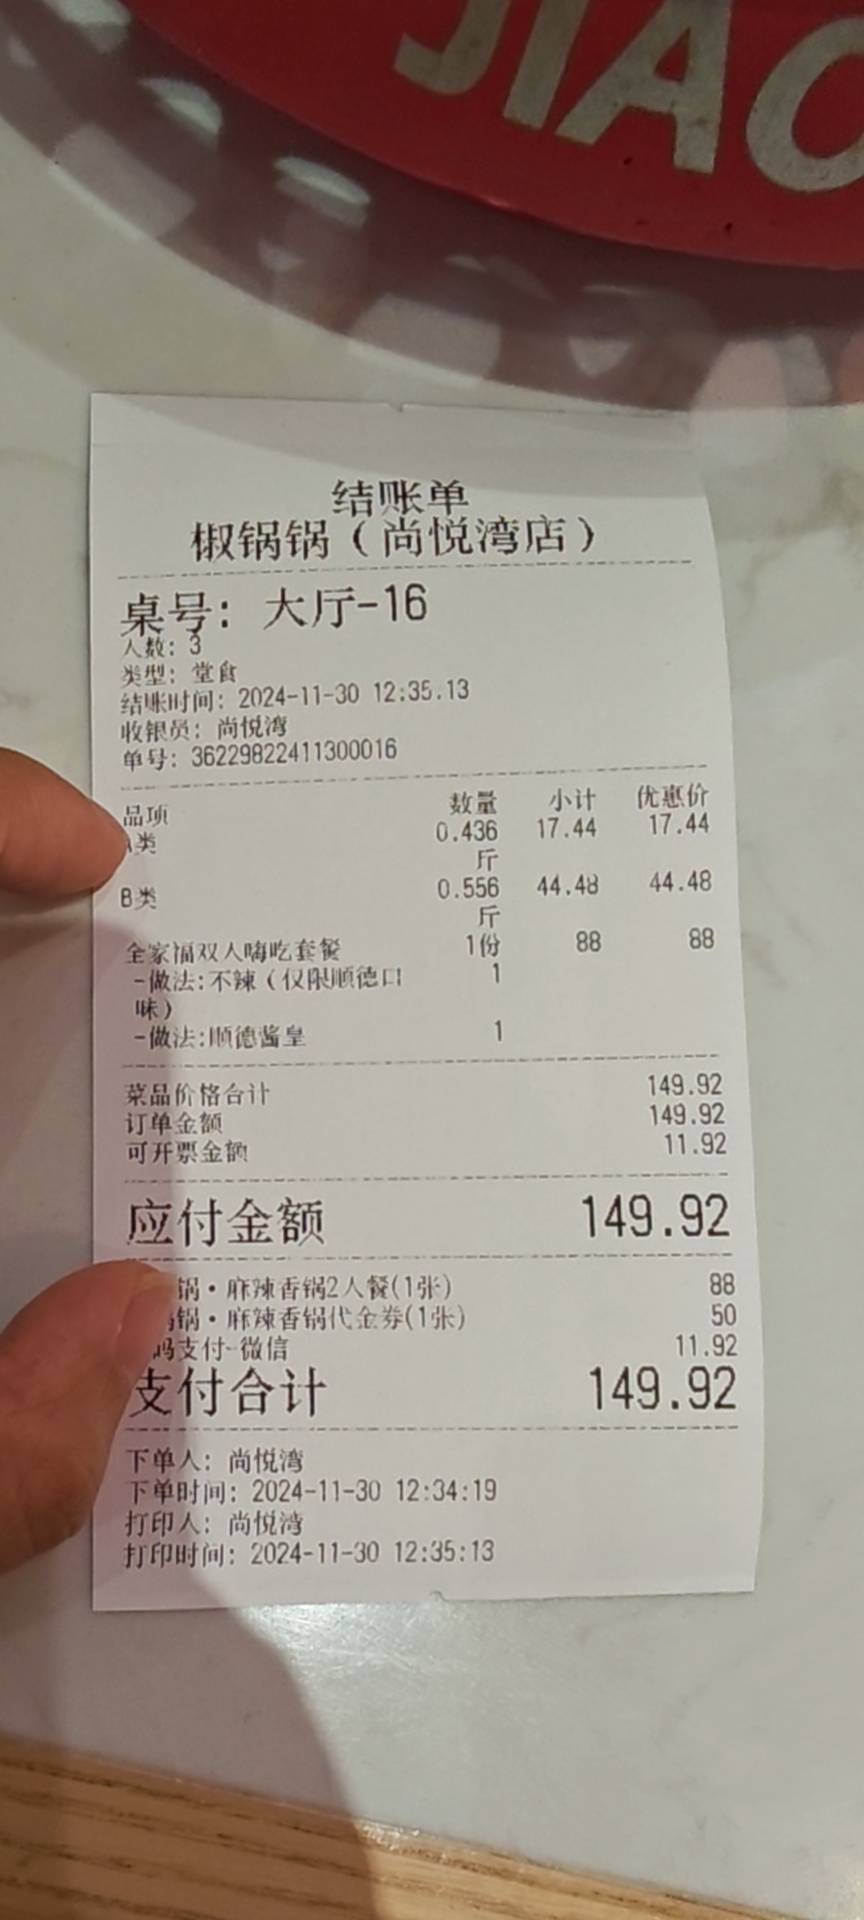 JIAO
结账单
椒锅锅（尚悦湾店）
桌号：大厅-16
人数：3
类型：堂食
结账时间：2024-11-30 12:35.13
收银员：尚悦湾
单号：36229822411300016
品项 数量 小计 优惠价
类 0.436 17.44 17.44
斤
B类 0.556 44.48 44.48
斤
全家福双人嗨吃套餐 1份 88 88
-做法:不辣（仅限顺德口 1
味）
-做法:顺德酱皇 1
菜品价格合计 149.92
订单金额 149.92
可开票金额 11.92
应付金额 149.92
锅•麻辣香锅2人餐(1张) 88
锅•麻辣香锅代金券(1张) 50
码支付-微信 11.92
支付合计 149.92
下单人：尚悦湾
下单时间：2024-11-30 12:34:19
打印人：尚悦湾
打印时间：2024-11-30 12:35:13